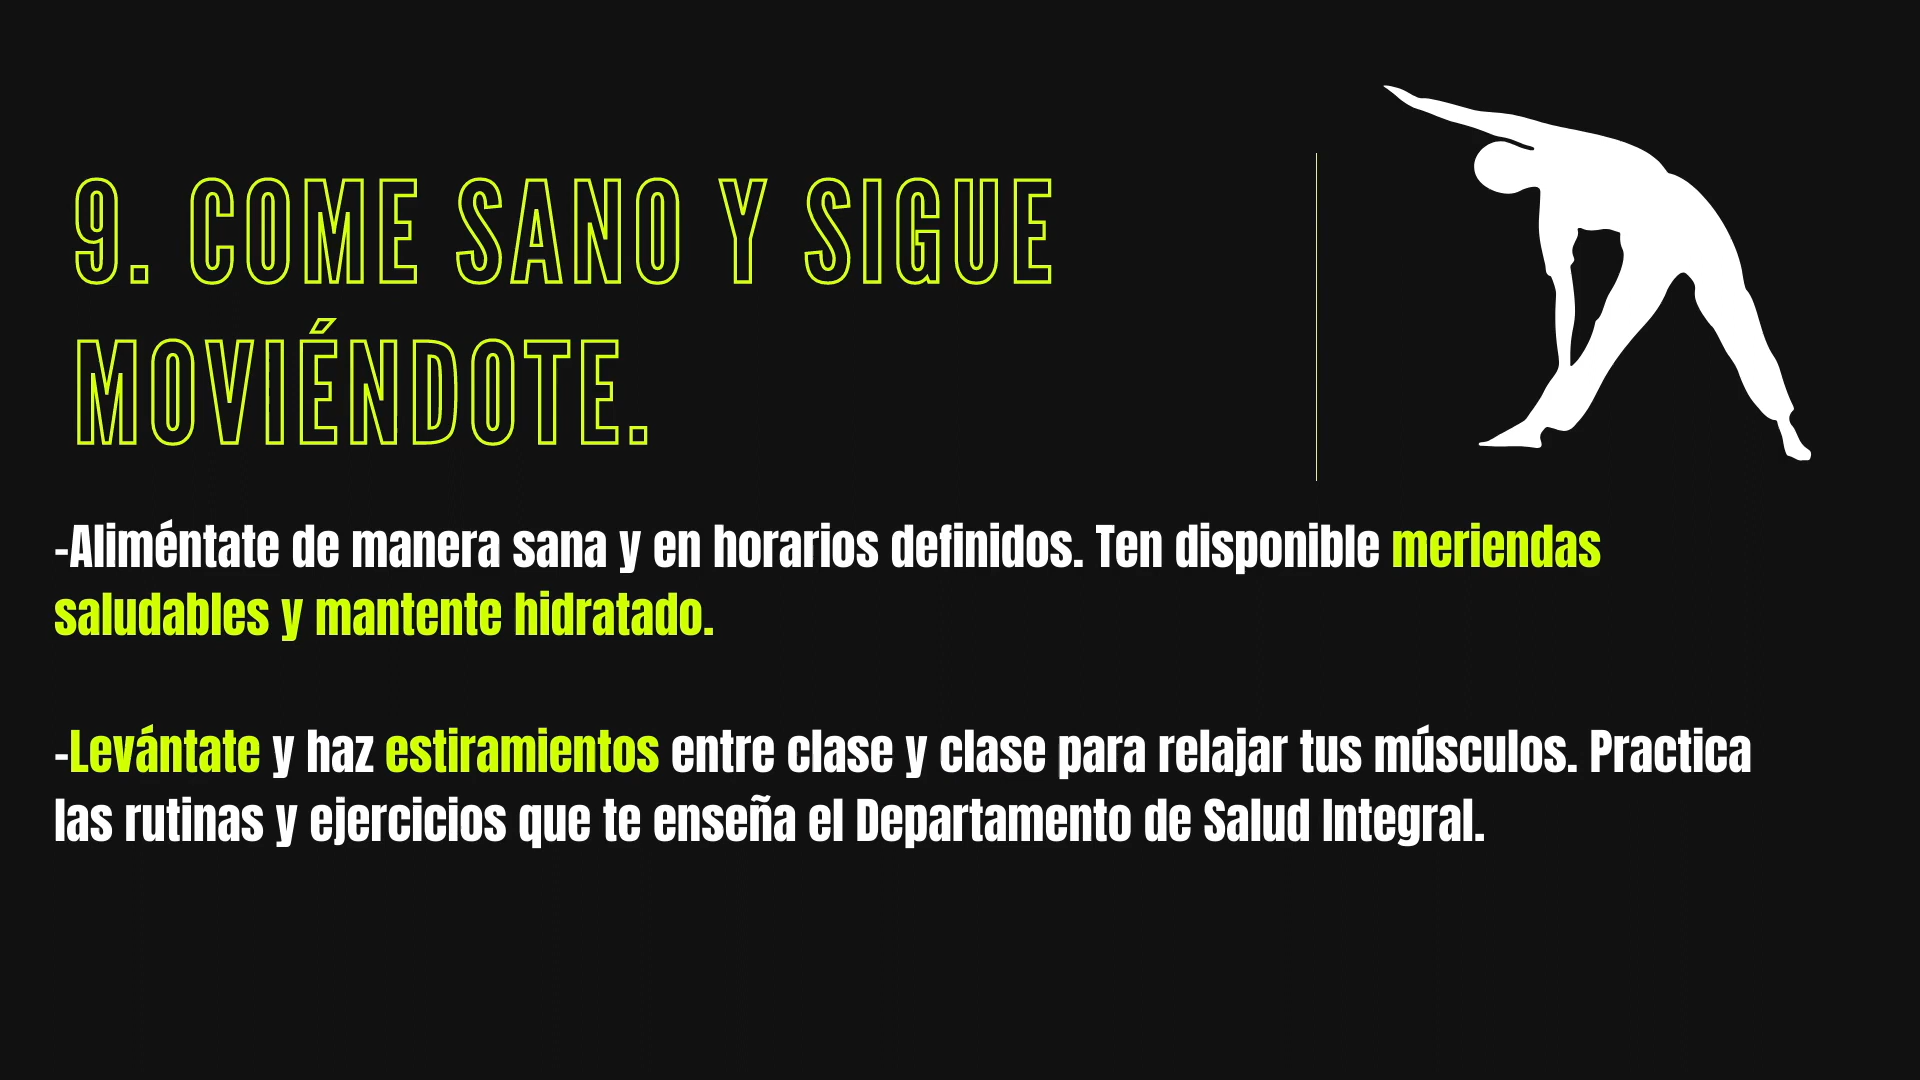 9. COME SANO Y SIGUE
MOVIÉNDOTE.
-Aliméntate de manera sana y en horarios definidos. Ten disponible meriendas
saludables y mantente hidratado.
-Levántate y haz estiramientos entre clase y clase para relajar tus músculos. Practica
las rutinas y ejercicios que te enseña el Departamento de Salud Integral.